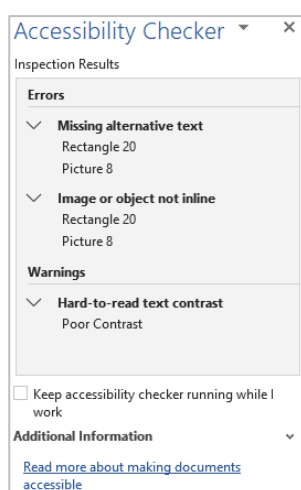 Accessibility Checker
Inspection Results
Errors
Missing alternative text
Rectangle 20
Picture 8
Image or object not inline
Rectangle 20
Picture 8
Warnings
Hard-to-read text contrast
Poor Contrast
Keep accessibility checker running while I
work
Additional Information
Read more about making documents
accessible